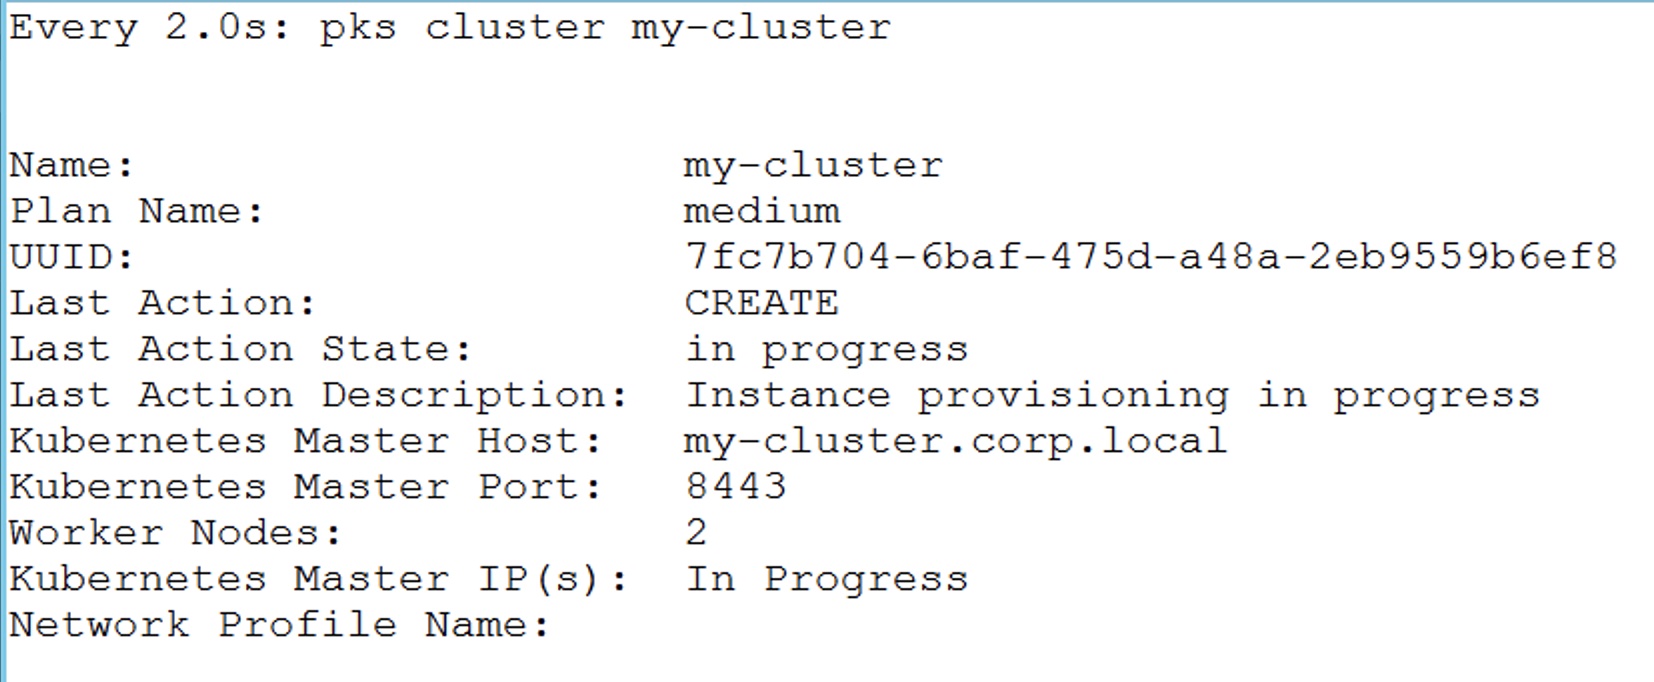 Every 2.0s: pks cluster my-cluster
Name: my-cluster
Plan Name: medium
UUID: 7fc7b704-6baf-475d-a48a-2eb9559b6ef8
Last Action: CREATE
Last Action State: in progress
Last Action Description: Instance provisioning in progress
Kubernetes Master Host: my-cluster.corp.local
Kubernetes Master Port: 8443
Worker Nodes: 2
Kubernetes Master IP(s): In Progress
Network Profile Name: